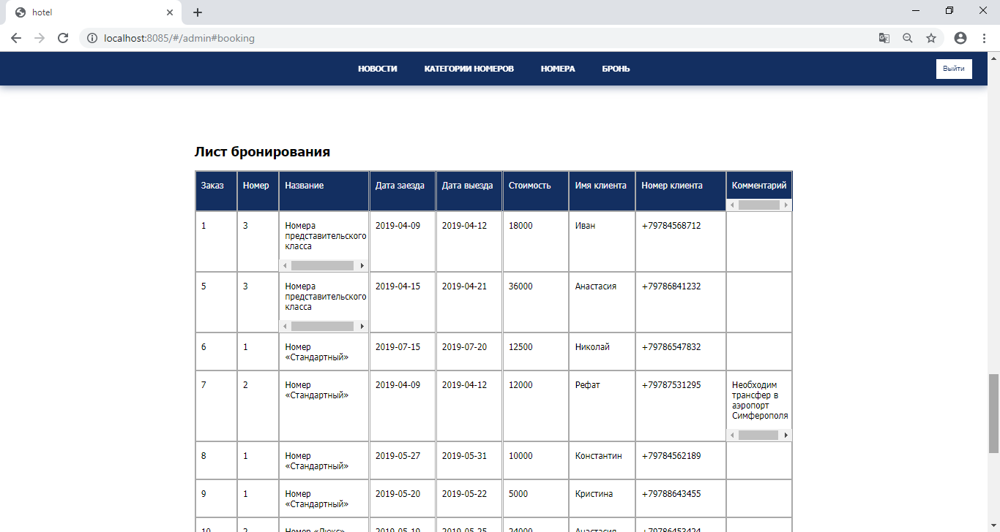 hotel
localhost:8085/#/admin#booking
НОВОСТИ КАТЕГОРИИ НОМЕРОВ НОМЕРА БРОНЬ Выйти
Лист бронирования
Заказ Номер Название Дата заезда Дата выезда Стоимость Имя клиента Номер клиента Комментарий
1 3 Номера 2019-04-09 2019-04-12 18000 Иван +79784568712
представительского
класса
5 3 Номера 2019-04-15 2019-04-21 36000 Анастасия +79786841232
представительского
класса
6 1 Номер 2019-07-15 2019-07-20 12500 Николай +79786547832
«Стандартный»
7 2 Номер 2019-04-09 2019-04-12 12000 Рефат +79787531295 Необходим
«Стандартный» трансфер в
аэропорт
Симферополя
8 1 Номер 2019-05-27 2019-05-31 10000 Константин +79784562189
«Стандартный»
9 1 Номер 2019-05-20 2019-05-22 5000 Кристина +79788643455
«Стандартный»
10 2 Номер «Люкс» 2019-05-19 2019-05-25 24000 Анастасия +79786453424